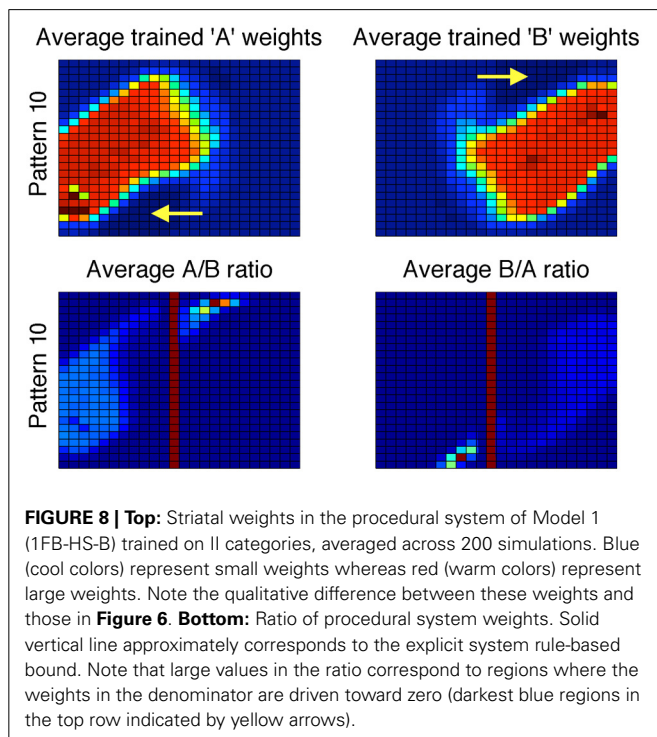 Average trained 'A' weights
Average trained 'B' weights
Pattern 10
Average A/B ratio
Average B/A ratio
Pattern 10
FIGURE 8 | Top: Striatal weights in the procedural system of Model 1
(1FB-HS-B) trained on II categories, averaged across 200 simulations. Blue
(cool colors) represent small weights whereas red (warm colors) represent
large weights. Note the qualitative difference between these weights and
those in Figure 6. Bottom: Ratio of procedural system weights. Solid
vertical line approximately corresponds to the explicit system rule-based
bound. Note that large values in the ratio correspond to regions where the
weights in the denominator are driven toward zero (darkest blue regions in
the top row indicated by yellow arrows).